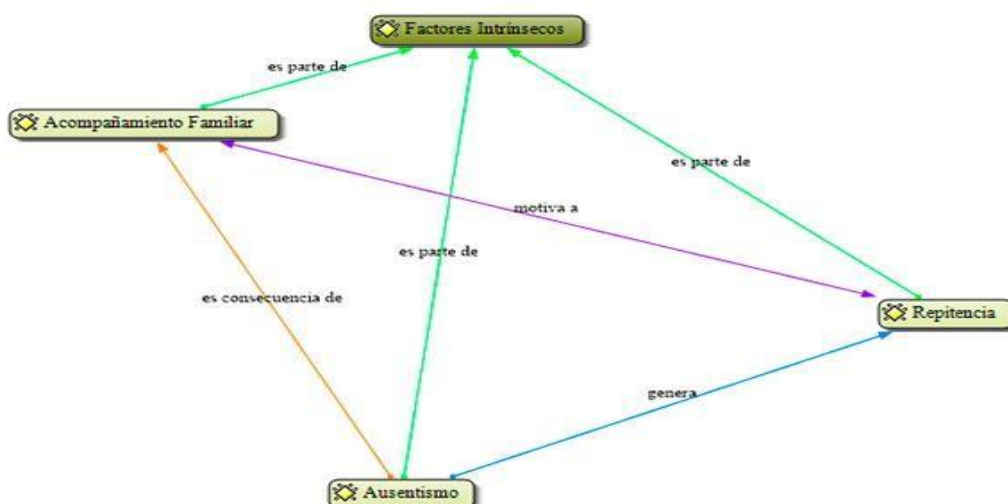 Factores Intrínsecos
es parte de
Acompañamiento Familiar
es parte de
motiva a
es parte de
es consecuencia de
Repitencia
genera
Ausentismo